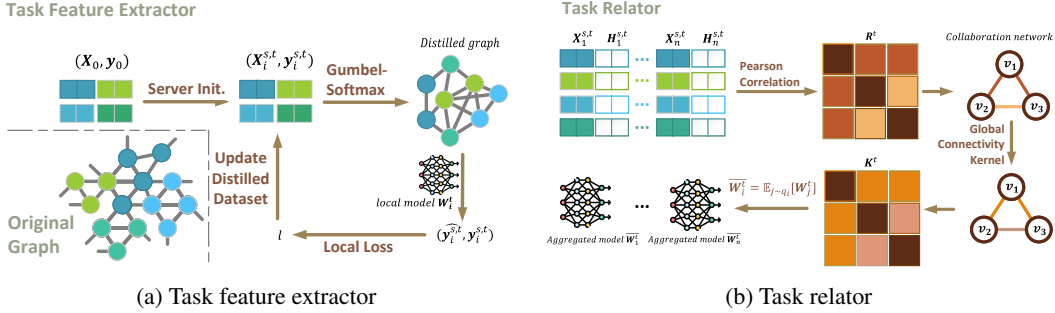 Task Feature Extractor
(X₀, y₀)
Server Init.
(Xᵢˢ,ᵗ, yᵢˢ,ᵗ)
Gumbel-
Softmax
Distilled graph
Update
Distilled
Dataset
Original
Graph
local model Wᵢᵗ
l
Local Loss
(ŷᵢˢ,ᵗ, yᵢˢ,ᵗ)
(a) Task feature extractor
Task Relator
X₁ˢ,ᵗ H₁ˢ,ᵗ Xₙˢ,ᵗ Hₙˢ,ᵗ
...
...
...
...
Pearson
Correlation
Rᵗ
Collaboration network
v₁
v₂ v₃
Global
Connectivity
Kernel
Kᵗ
v₁
v₂ v₃
W̅ᵢᵗ = 𝔼ⱼ~qᵢ[Wⱼᵗ]
...
Aggregated model W̅₁ᵗ Aggregated model W̅ₙᵗ
(b) Task relator